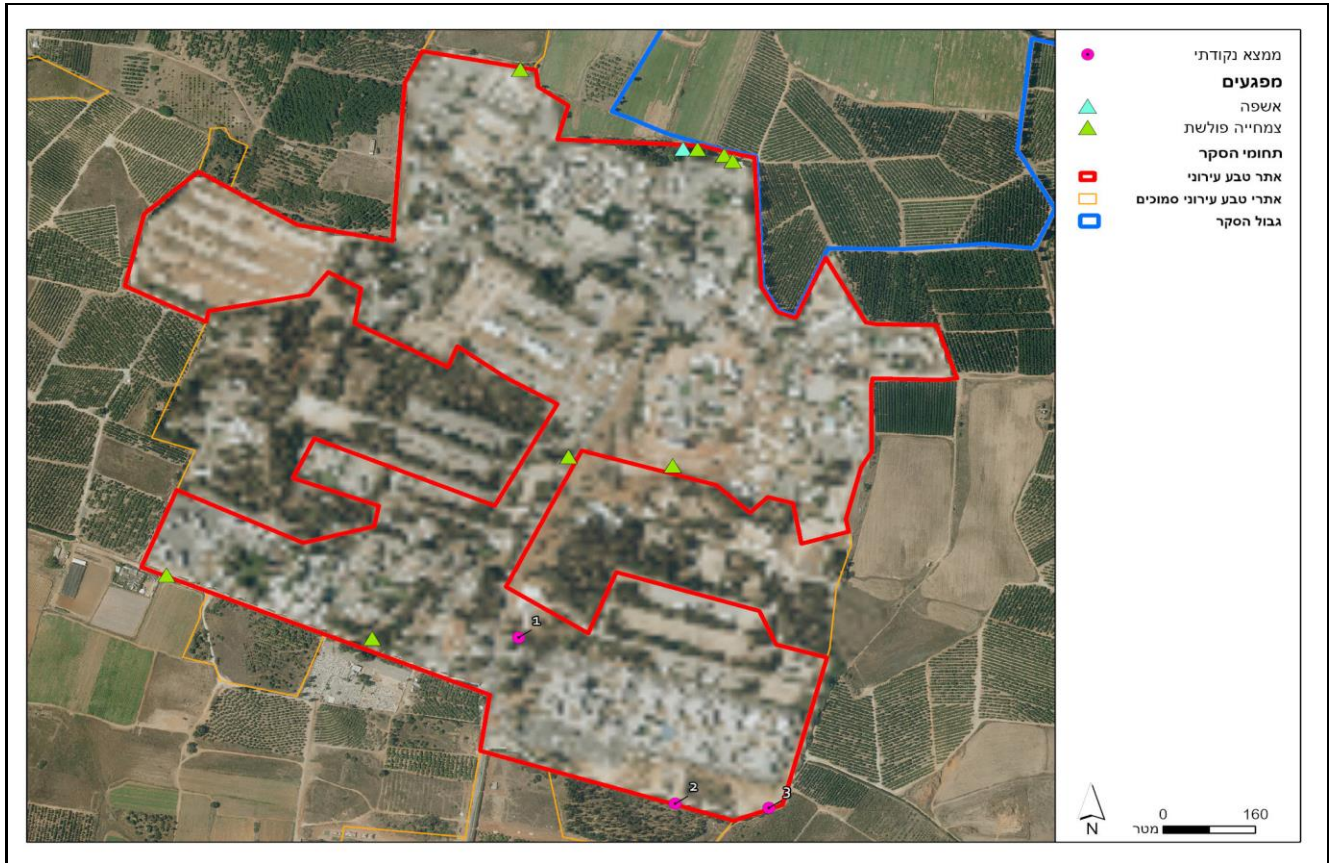 ממצא נקודתי
מפגעים
אשפה
צמחייה פולשת
תחומי הסקר
אתר טבע עירוני
אתרי טבע עירוני סמוכים
גבול הסקר
1
2
3
N
0 160
מטר